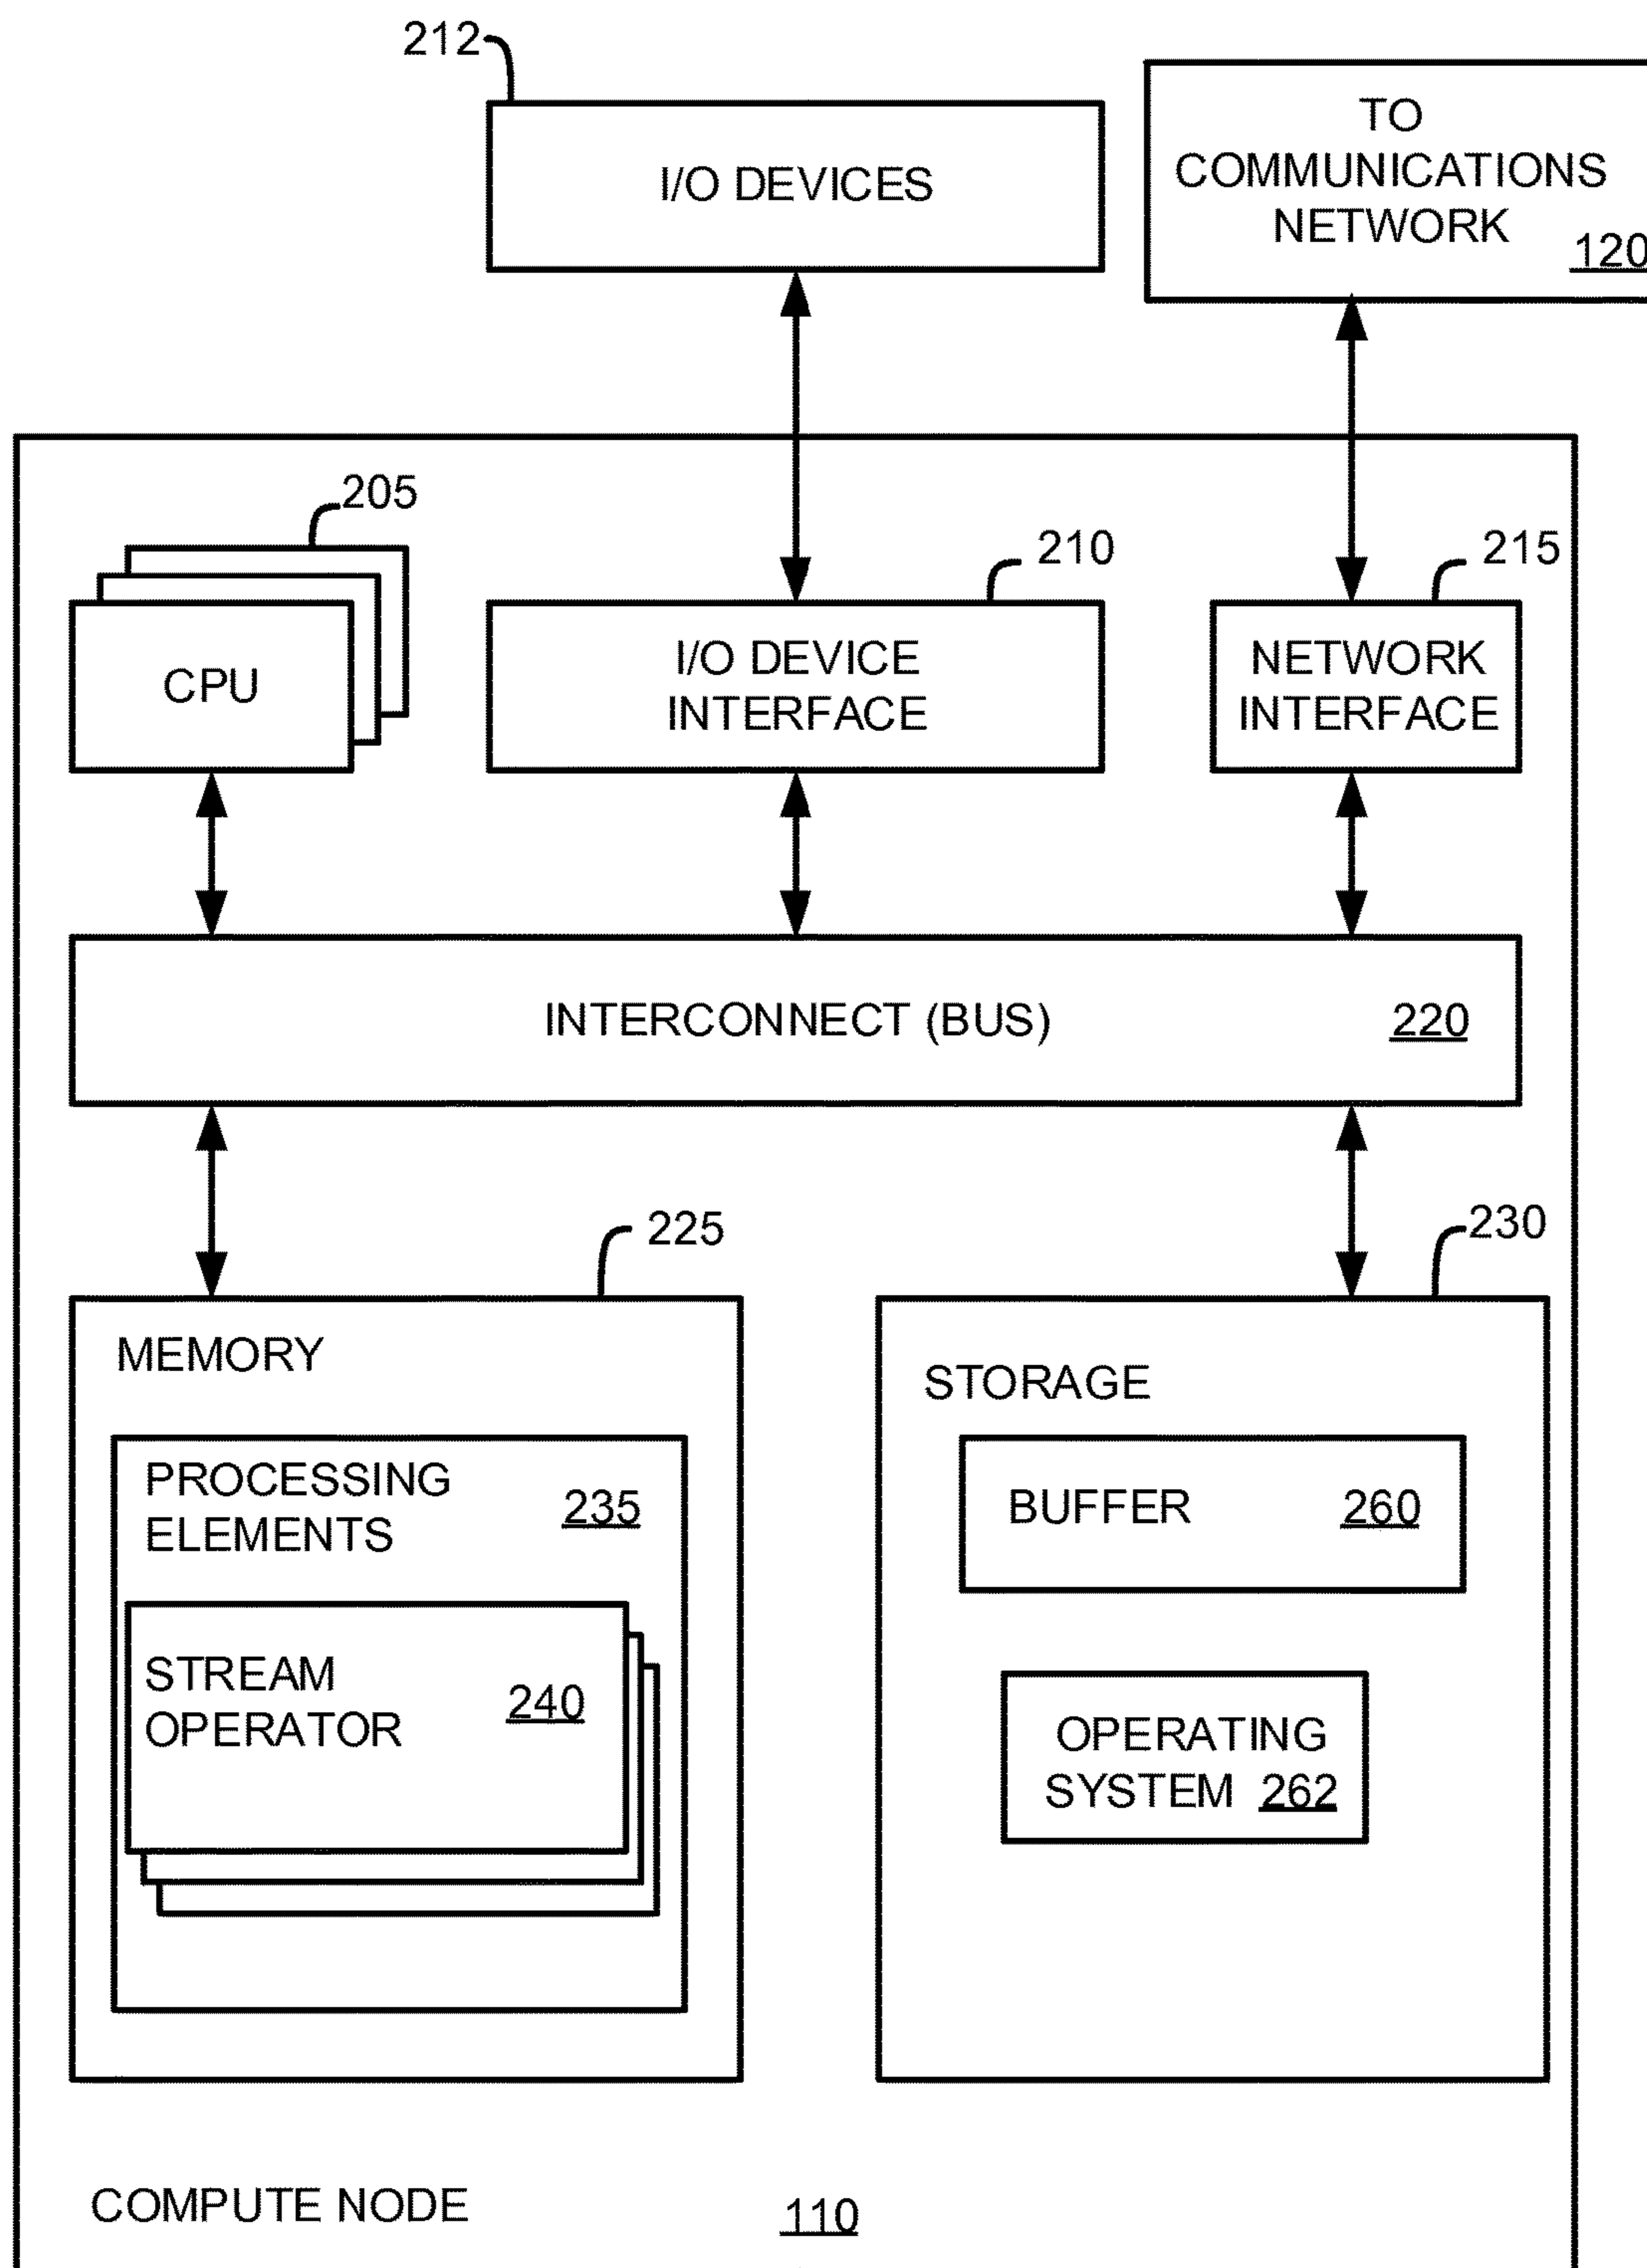 212
I/O DEVICES
TO
COMMUNICATIONS
NETWORK
120
205
210
215
CPU
I/O DEVICE
INTERFACE
NETWORK
INTERFACE
INTERCONNECT (BUS) 220
225
230
MEMORY
PROCESSING
ELEMENTS
235
STREAM
OPERATOR
240
STORAGE
BUFFER 260
OPERATING
SYSTEM 262
COMPUTE NODE 110